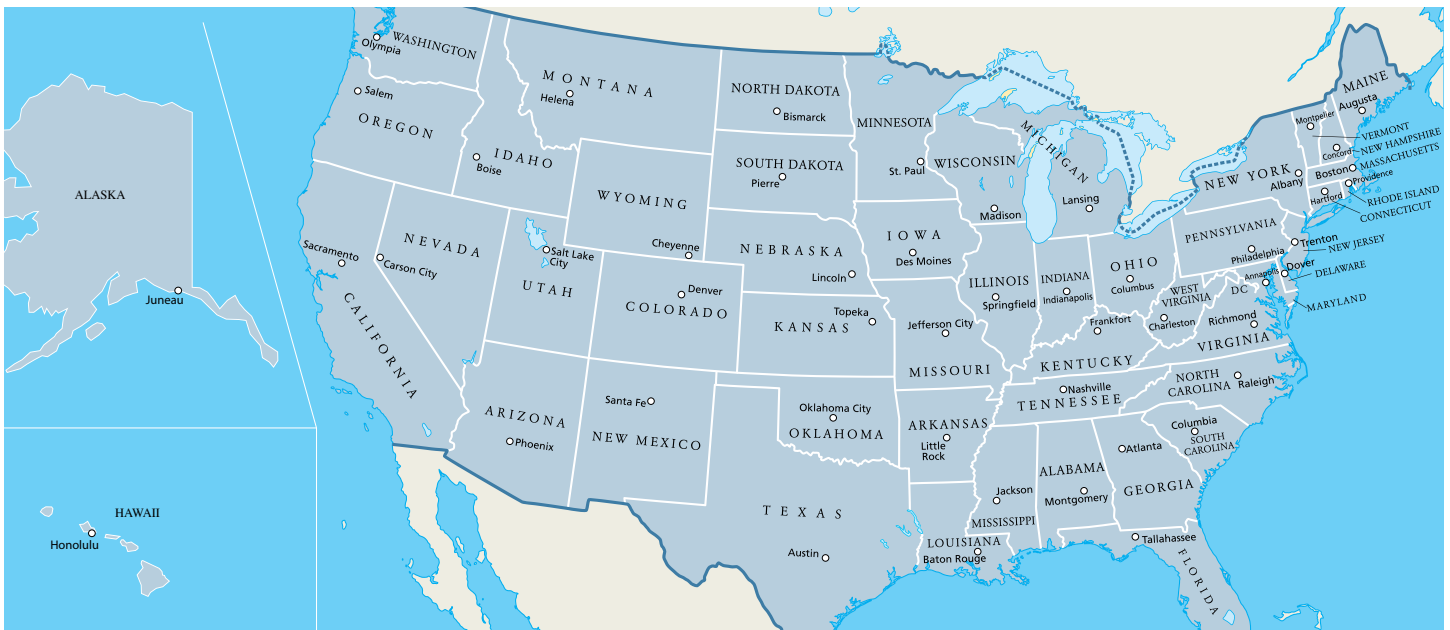 WASHINGTON
Olympia
MONTANA
Helena
NORTH DAKOTA
Bismarck
MINNESOTA
St. Paul
Salem
OREGON
IDAHO
Boise
WYOMING
Cheyenne
SOUTH DAKOTA
Pierre
WISCONSIN
Madison
MICHIGAN
Lansing
NEW YORK
Albany
MAINE
Augusta
Montpelier
VERMONT
Concord
NEW HAMPSHIRE
Boston
MASSACHUSETTS
Providence
Hartford
RHODE ISLAND
CONNECTICUT
ALASKA
Juneau
Sacramento
CALIFORNIA
NEVADA
Carson City
Salt Lake
City
UTAH
Denver
COLORADO
NEBRASKA
Lincoln
IOWA
Des Moines
ILLINOIS
Springfield
INDIANA
Indianapolis
OHIO
Columbus
PENNSYLVANIA
Philadelphia
Trenton
NEW JERSEY
Annapolis
Dover
DELAWARE
DC
MARYLAND
WEST
VIRGINIA
Charleston
Richmond
VIRGINIA
Topeka
KANSAS
Jefferson City
MISSOURI
Frankfort
KENTUCKY
Nashville
TENNESSEE
NORTH
CAROLINA
Raleigh
ARIZONA
Phoenix
Santa Fe
NEW MEXICO
Oklahoma City
OKLAHOMA
ARKANSAS
Little
Rock
Columbia
SOUTH
CAROLINA
Atlanta
GEORGIA
ALABAMA
Montgomery
Jackson
MISSISSIPPI
TEXAS
Austin
LOUISIANA
Baton Rouge
Tallahassee
FLORIDA
HAWAII
Honolulu